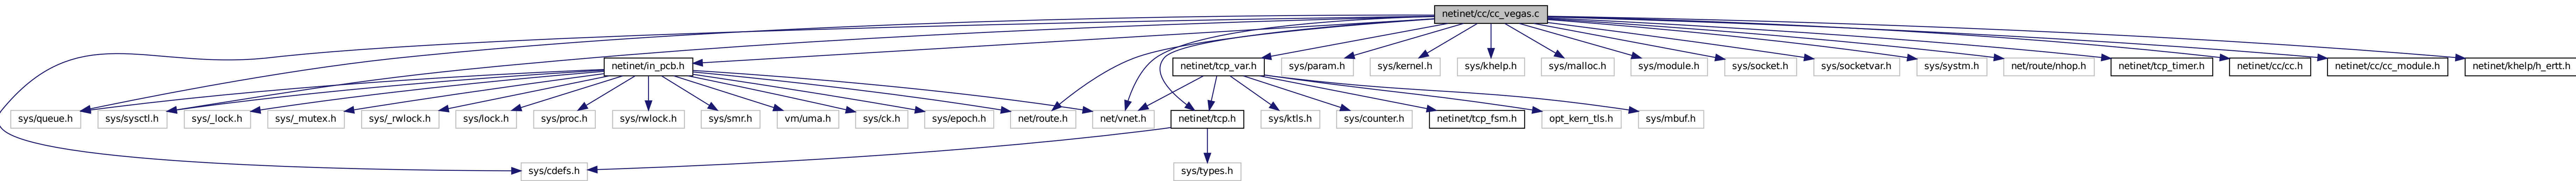 netinet/cc/cc_vegas.c
netinet/in_pcb.h
netinet/tcp_var.h
sys/param.h
sys/kernel.h
sys/khelp.h
sys/malloc.h
sys/module.h
sys/socket.h
sys/socketvar.h
sys/systm.h
net/route/nhop.h
netinet/tcp_timer.h
netinet/cc/cc.h
netinet/cc/cc_module.h
netinet/khelp/h_ertt.h
sys/queue.h
sys/sysctl.h
sys/_lock.h
sys/_mutex.h
sys/_rwlock.h
sys/lock.h
sys/proc.h
sys/rwlock.h
sys/smr.h
vm/uma.h
sys/ck.h
sys/epoch.h
net/route.h
net/vnet.h
netinet/tcp.h
sys/ktls.h
sys/counter.h
netinet/tcp_fsm.h
opt_kern_tls.h
sys/mbuf.h
sys/cdefs.h
sys/types.h